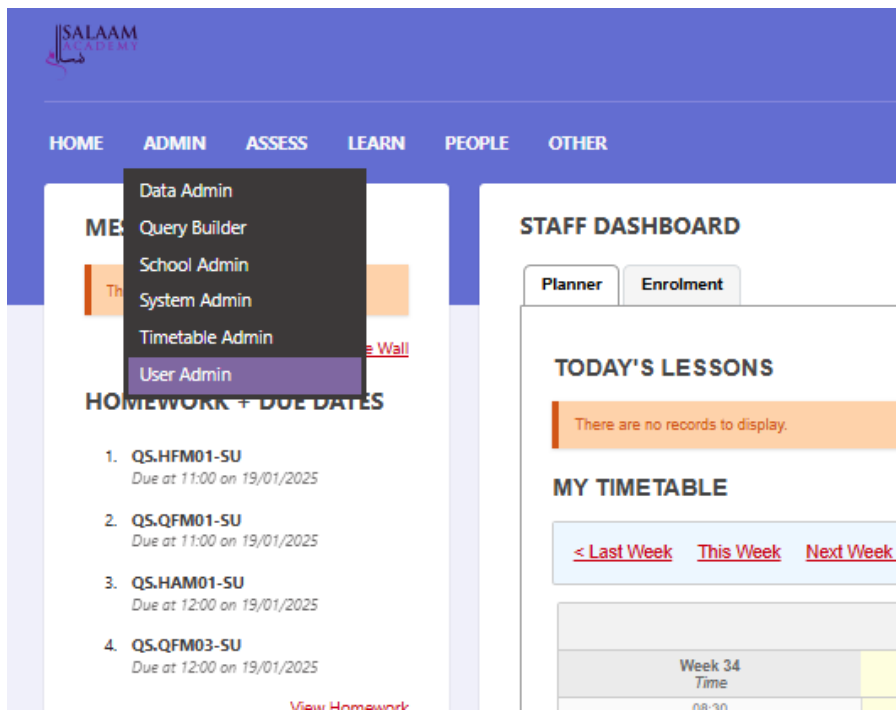 SALAAM
ACADEMY
HOME ADMIN ASSESS LEARN PEOPLE OTHER
Data Admin
Query Builder
School Admin
System Admin
Timetable Admin
User Admin
MES
Th
e Wall
HOMEWORK + DUE DATES
1. QS.HFM01-SU
Due at 11:00 on 19/01/2025
2. QS.QFM01-SU
Due at 11:00 on 19/01/2025
3. QS.HAM01-SU
Due at 12:00 on 19/01/2025
4. QS.QFM03-SU
Due at 12:00 on 19/01/2025
View Homework
STAFF DASHBOARD
Planner Enrolment
TODAY'S LESSONS
There are no records to display.
MY TIMETABLE
< Last Week This Week Next Week
Week 34
Time
08:30